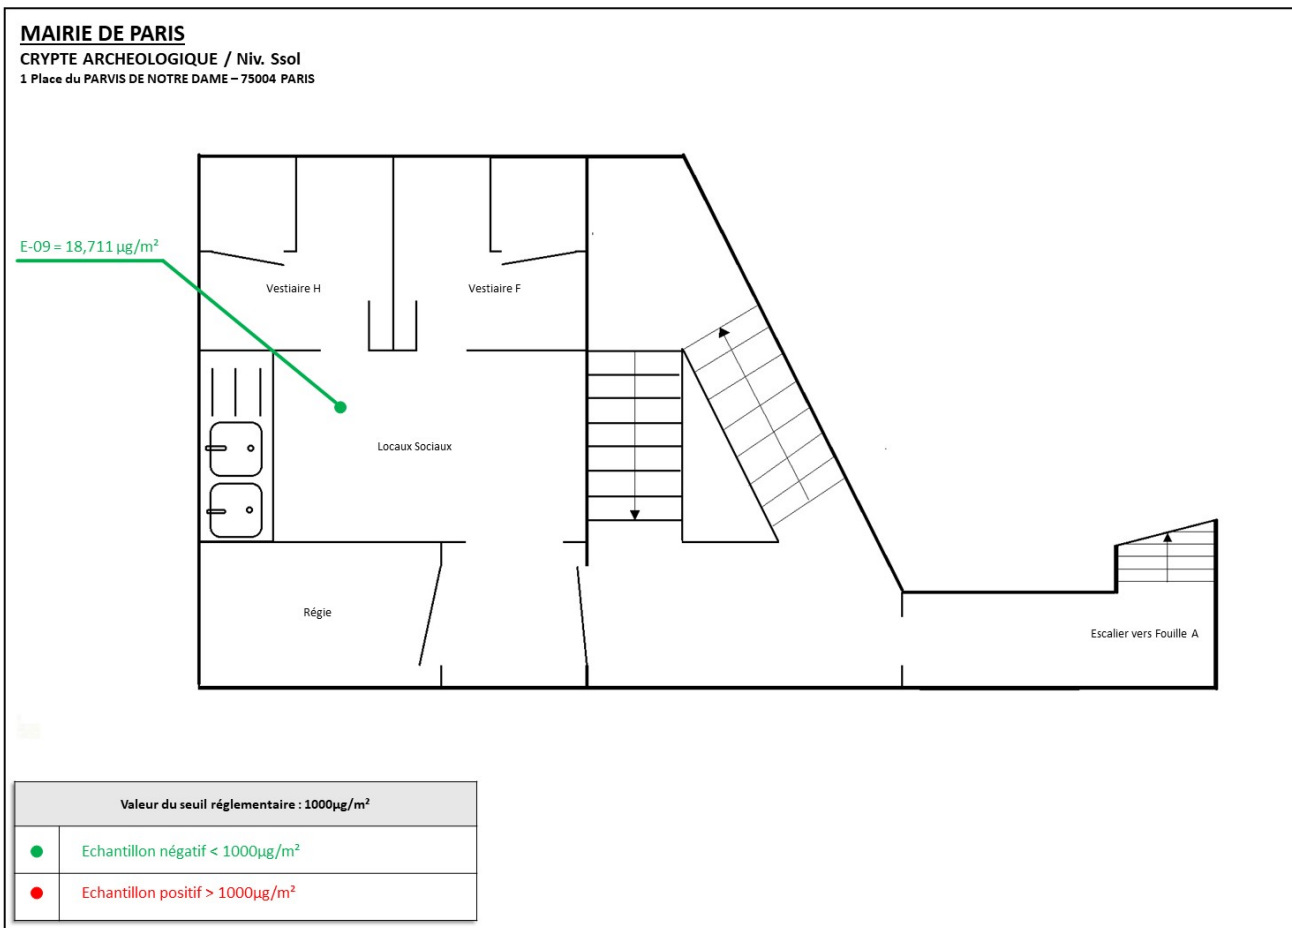 MAIRIE DE PARIS
CRYPTE ARCHEOLOGIQUE / Niv. Ssol
1 Place du PARVIS DE NOTRE DAME – 75004 PARIS
E-09 = 18,711 µg/m²
Vestiaire H
Vestiaire F
Locaux Sociaux
Régie
Escalier vers Fouille A
Valeur du seuil réglementaire : 1000µg/m²
Echantillon négatif < 1000µg/m²
Echantillon positif > 1000µg/m²